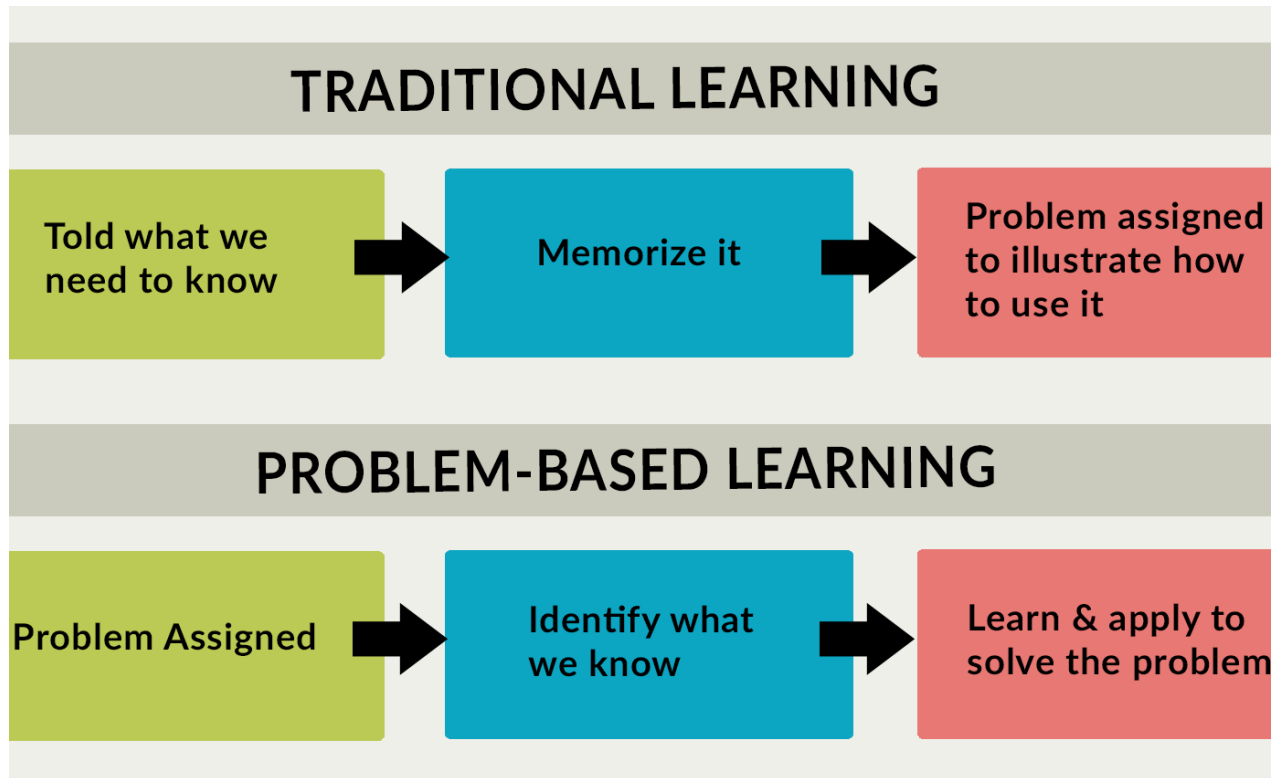 TRADITIONAL LEARNING
Told what we
need to know
Memorize it
Problem assigned
to illustrate how
to use it
PROBLEM-BASED LEARNING
Problem Assigned
Identify what
we know
Learn & apply to
solve the problem